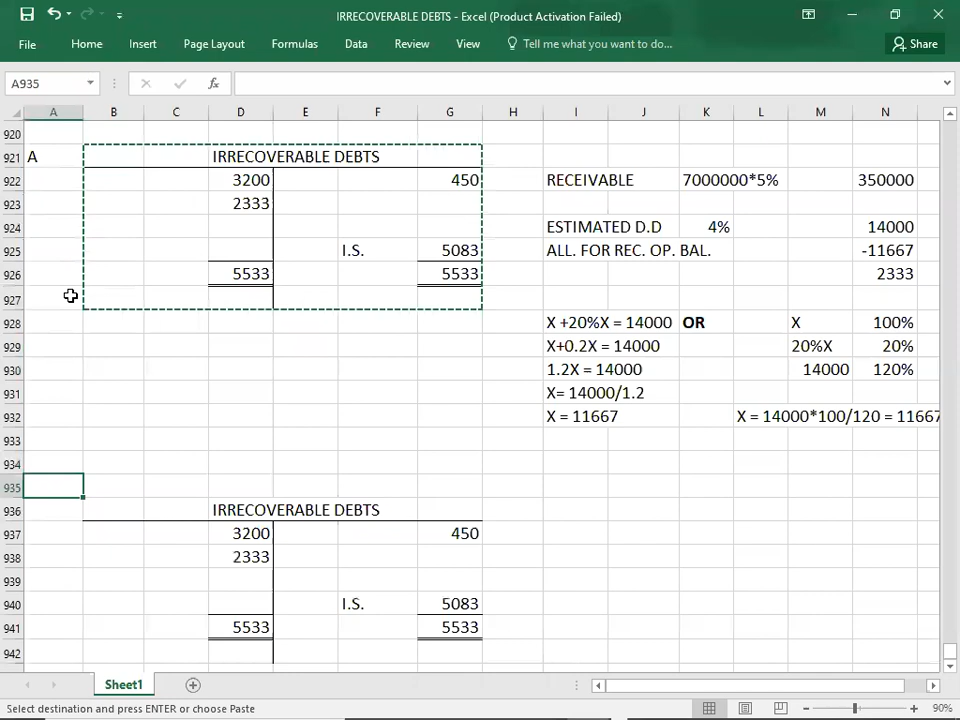 IRRECOVERABLE DEBTS - Excel (Product Activation Failed)
File Home Insert Page Layout Formulas Data Review View Tell me what you want to do... Share
A935 fx
A B C D E F G H I J K L M N
920
921 A IRRECOVERABLE DEBTS
922 3200 450 RECEIVABLE 7000000*5% 350000
923 2333
924 ESTIMATED D.D 4% 14000
925 I.S. 5083 ALL. FOR REC. OP. BAL. -11667
926 5533 5533 2333
927
928 X +20%X = 14000 OR X 100%
929 X+0.2X = 14000 20%X 20%
930 1.2X = 14000 14000 120%
931 X= 14000/1.2
932 X = 11667 X = 14000*100/120 = 11667
933
934
935
936 IRRECOVERABLE DEBTS
937 3200 450
938 2333
939
940 I.S. 5083
941 5533 5533
942
Sheet1
Select destination and press ENTER or choose Paste 90%